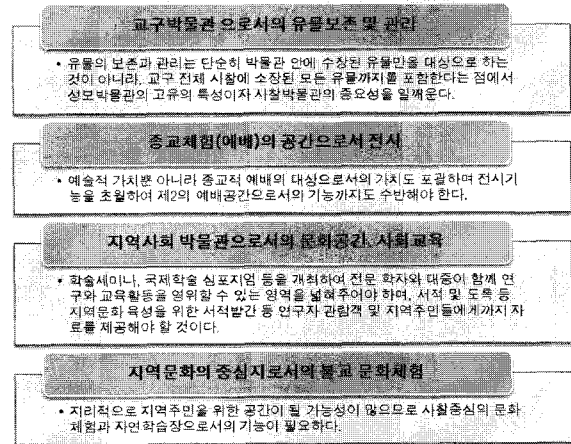 교구박물관 으로서의 유물보존 및 관리
• 유물의 보존과 관리는 단순히 박물관 안에 수장된 유물만을 대상으로 하는
것이 아니라, 교구 전체 사찰에 소장된 모든 유물까지를 포함한다는 점에서
성보박물관의 고유의 특성이자 사찰박물관의 중요성을 일깨운다.
종교체험(예배)의 공간으로서 전시
• 예술적 가치뿐 아니라 종교적 예배의 대상으로서의 가치도 포괄하며 전시기
능을 초월하여 제2의 예배공간으로서의 기능까지도 수반해야 한다.
지역사회 박물관으로서의 문화공간, 사회교육
• 학술세미나, 국제학술 심포지엄 등을 개최하여 전문 학자와 대중이 함께 연
구와 교육활동을 영위할 수 있는 영역을 넓혀주어야 하며, 서적 및 도록 등
지역문화 육성을 위한 서적발간 등 연구자 관람객 및 지역주민들에게까지 자
료를 제공해야 할 것이다.
지역문화의 중심지로서의 불교 문화체험
• 지리적으로 지역주민을 위한 공간이 될 가능성이 많으므로 사찰중심의 문화
체험과 자연학습장으로서의 기능이 필요하다.